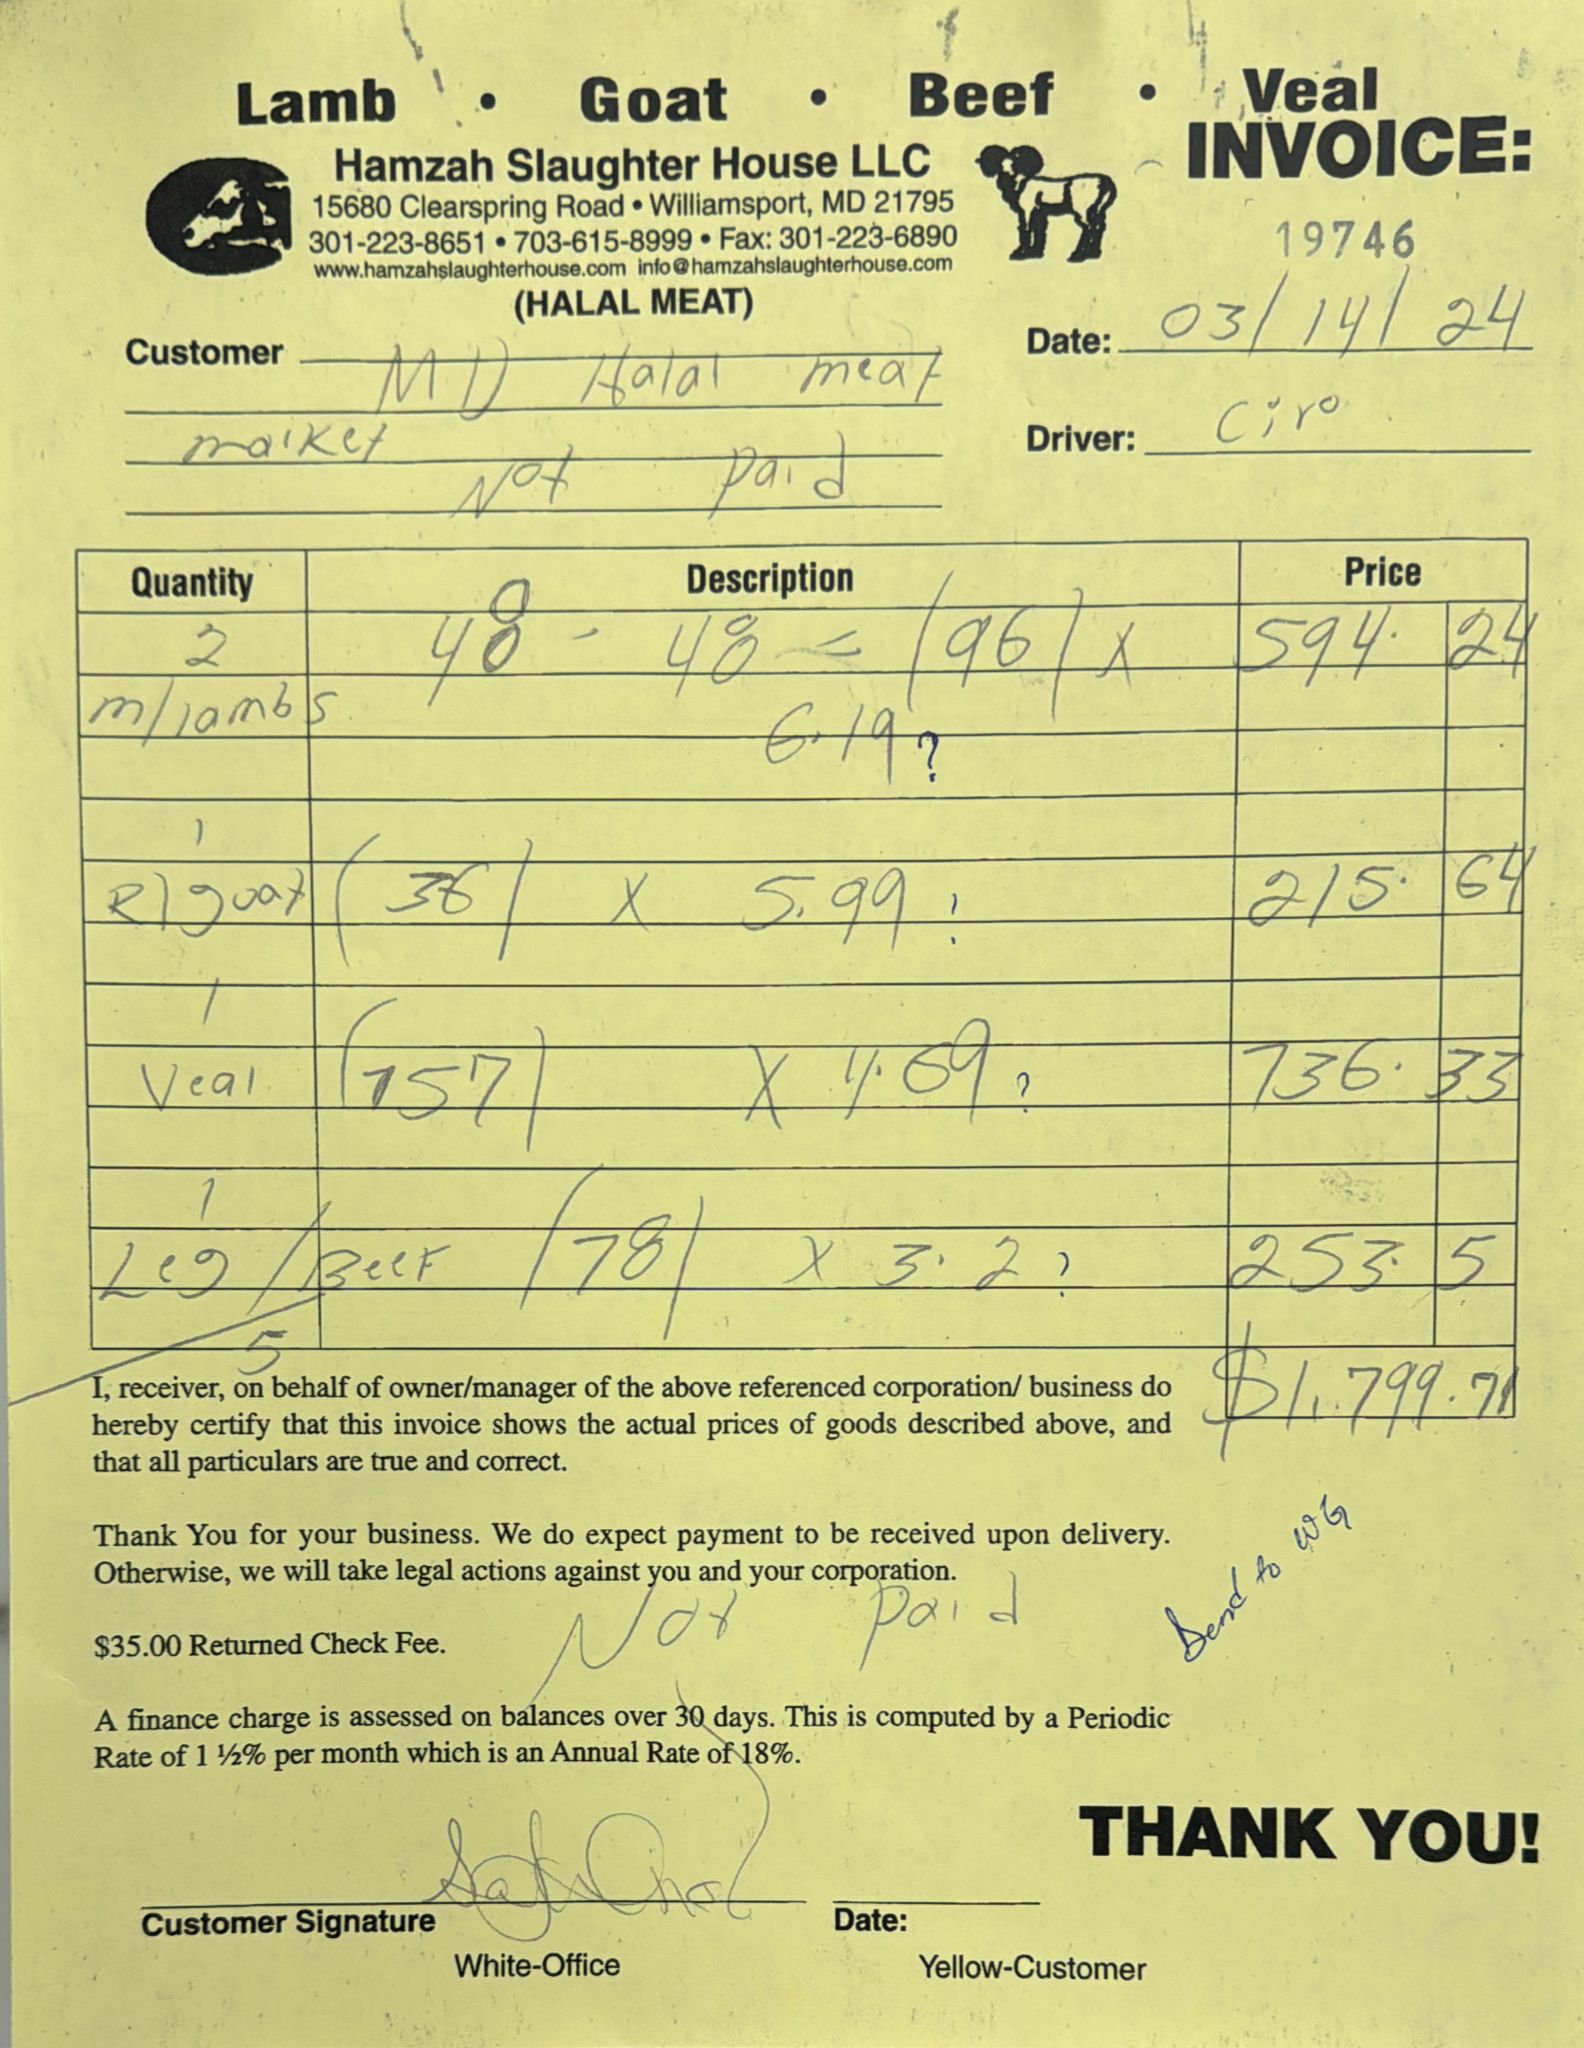 Lamb • Goat • Beef • Veal
INVOICE:
Hamzah Slaughter House LLC
15680 Clearspring Road • Williamsport, MD 21795
301-223-8651 • 703-615-8999 • Fax: 301-223-6890
www.hamzahslaughterhouse.com info@hamzahslaughterhouse.com
(HALAL MEAT)
19746
Date: 03/14/24
Customer MD Halal meat
market
Driver: Ciro
Not paid
Quantity Description Price
2 48 - 48 = (96) x 594. 24
m/lambs 6.19 ?
1
R/goat (36) x 5.99 ! 215. 64
1
Veal (157) x 4.69 ? 736. 33
1
Leg / Beef (78) x 3.2 ? 253. 5
5
$1,799.71
I, receiver, on behalf of owner/manager of the above referenced corporation/ business do
hereby certify that this invoice shows the actual prices of goods described above, and
that all particulars are true and correct.
Thank You for your business. We do expect payment to be received upon delivery.
Otherwise, we will take legal actions against you and your corporation.
Not paid
Send to WG
$35.00 Returned Check Fee.
A finance charge is assessed on balances over 30 days. This is computed by a Periodic
Rate of 1 ½% per month which is an Annual Rate of 18%.
THANK YOU!
Customer Signature Date:
White-Office Yellow-Customer